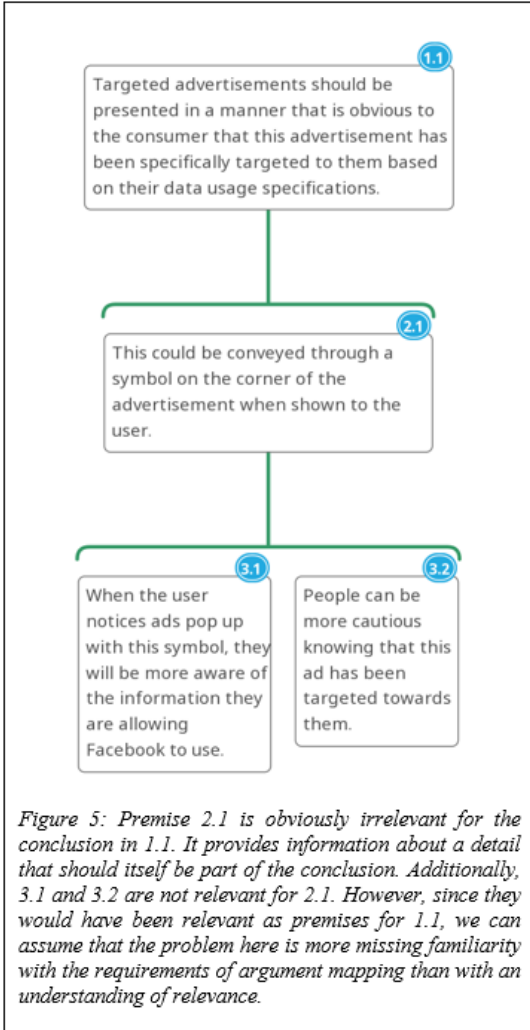 1.1
Targeted advertisements should be
presented in a manner that is obvious to
the consumer that this advertisement has
been specifically targeted to them based
on their data usage specifications.
2.1
This could be conveyed through a
symbol on the corner of the
advertisement when shown to the
user.
3.1
When the user
notices ads pop up
with this symbol, they
will be more aware of
the information they
are allowing
Facebook to use.
3.2
People can be
more cautious
knowing that this
ad has been
targeted towards
them.
Figure 5: Premise 2.1 is obviously irrelevant for the
conclusion in 1.1. It provides information about a detail
that should itself be part of the conclusion. Additionally,
3.1 and 3.2 are not relevant for 2.1. However, since they
would have been relevant as premises for 1.1, we can
assume that the problem here is more missing familiarity
with the requirements of argument mapping than with an
understanding of relevance.